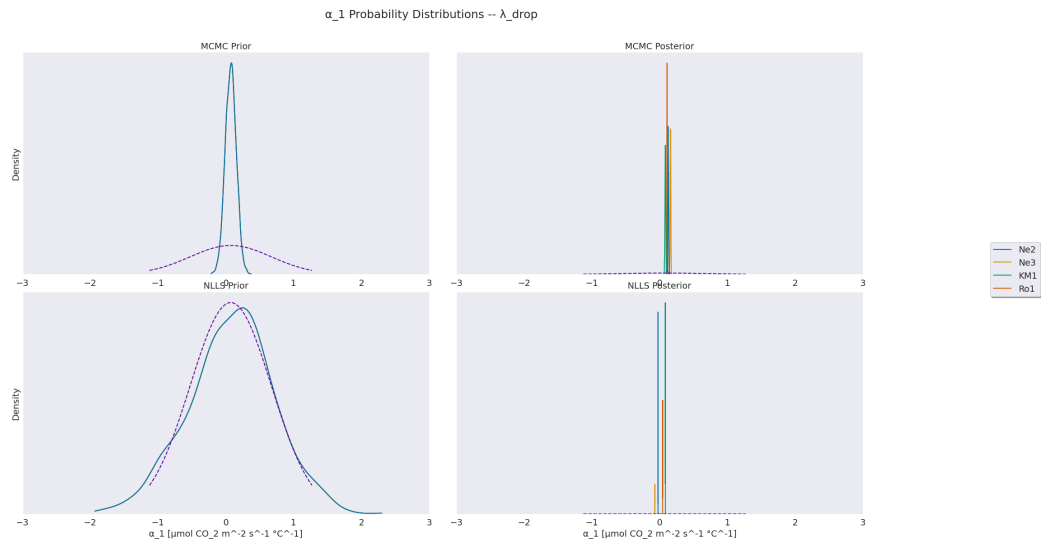 α_1 Probability Distributions -- λ_drop
MCMC Prior
MCMC Posterior
Density
−3 −2 −1 0 1 2 3
−3 −2 −1 0 1 2 3
NLLS Prior
NLLS Posterior
Density
−3 −2 −1 0 1 2 3
−3 −2 −1 0 1 2 3
α_1 [μmol CO_2 m^-2 s^-1 °C^-1]
α_1 [μmol CO_2 m^-2 s^-1 °C^-1]
Ne2
Ne3
KM1
Ro1